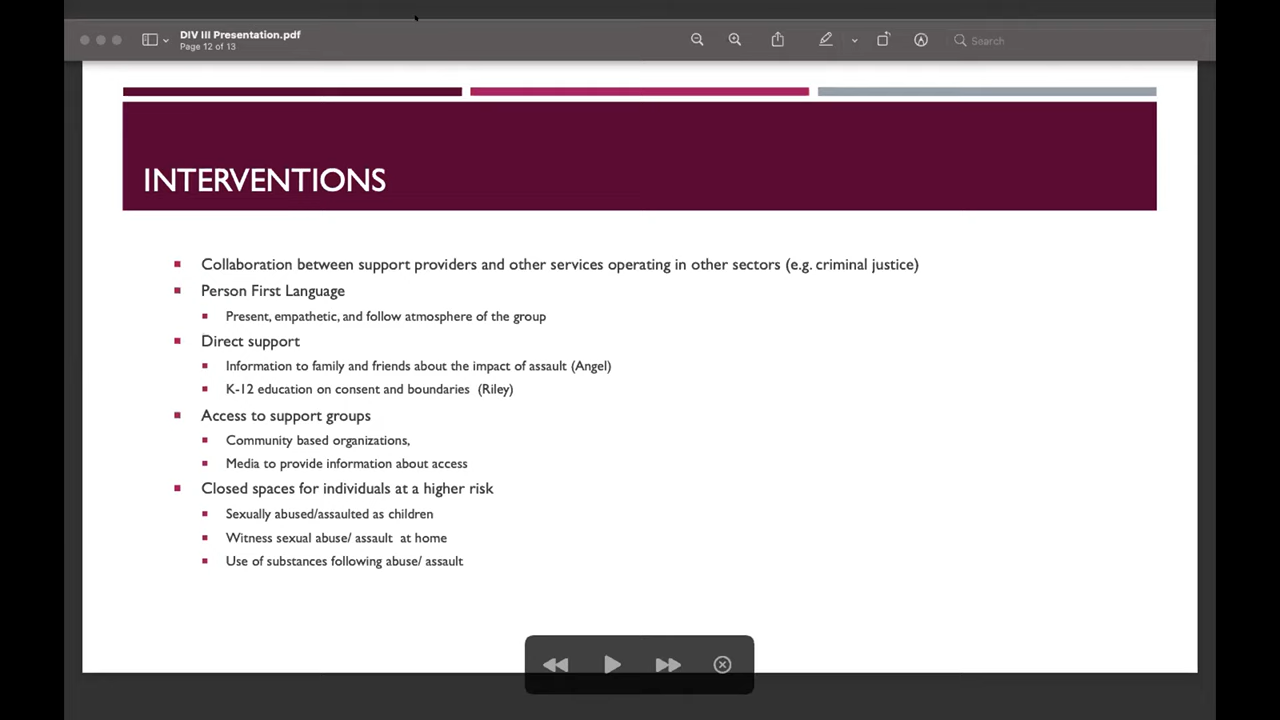 DIV III Presentation.pdf
Page 12 of 13
Search
INTERVENTIONS
Collaboration between support providers and other services operating in other sectors (e.g. criminal justice)
Person First Language
Present, empathetic, and follow atmosphere of the group
Direct support
Information to family and friends about the impact of assault (Angel)
K-12 education on consent and boundaries (Riley)
Access to support groups
Community based organizations,
Media to provide information about access
Closed spaces for individuals at a higher risk
Sexually abused/assaulted as children
Witness sexual abuse/ assault at home
Use of substances following abuse/ assault